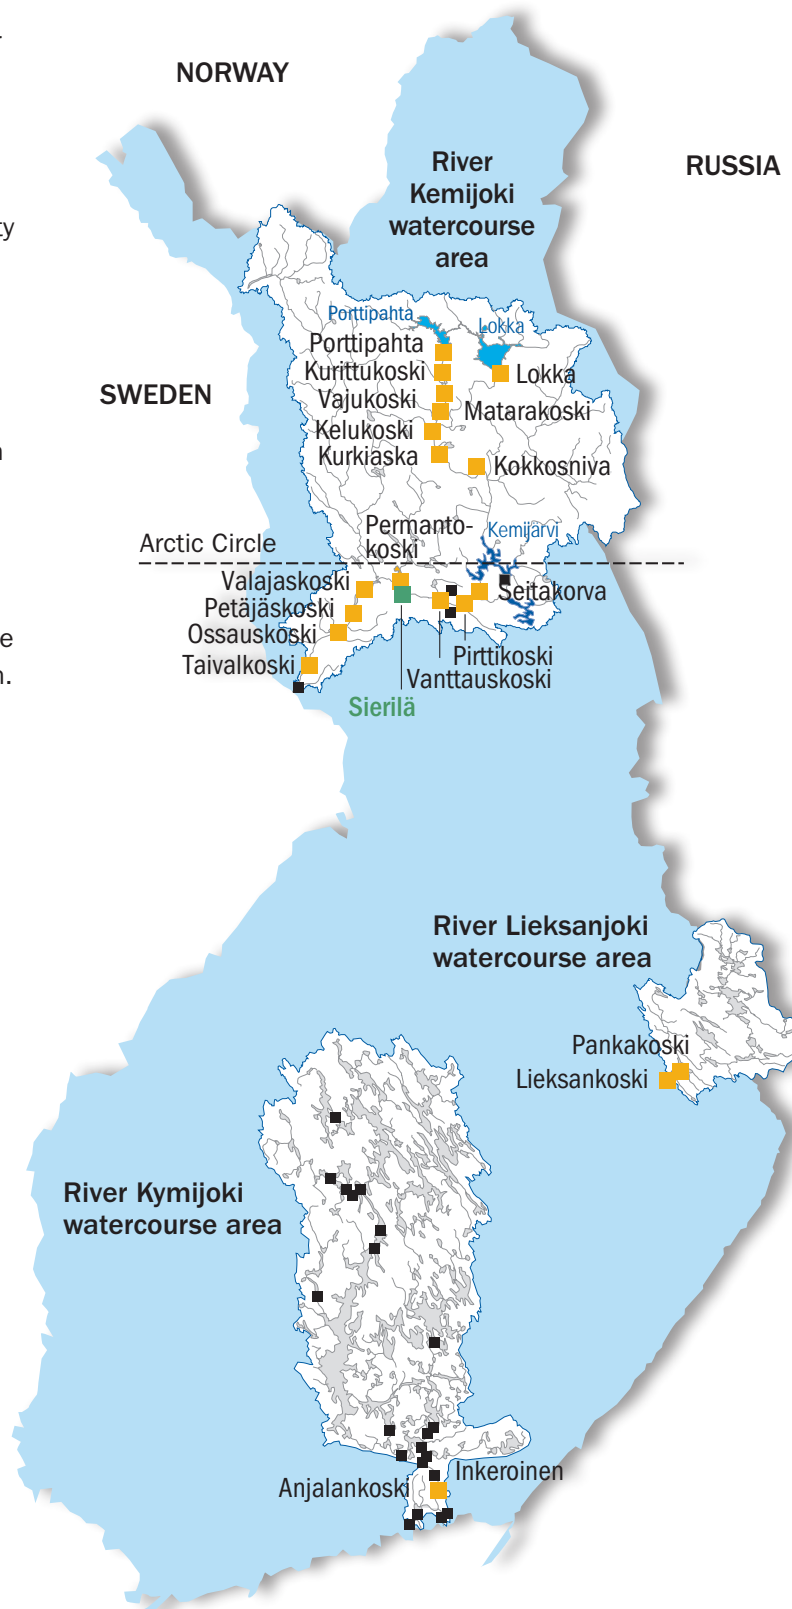 NORWAY
RUSSIA
River
Kemijoki
watercourse
area
ty
Porttipahta
Lokka
Porttipahta
Kurittukoski
Lokka
SWEDEN
Vajukoski
Matarakoski
Kelukoski
Kurkiaska
Kokkosniva
n
Permanto-
koski
Kemijärvi
Arctic Circle
Valajaskoski
Seitakorva
Petäjäskoski
Ossauskoski
e
Pirttikoski
Taivalkoski
Vanttauskoski
n.
Sierilä
River Lieksanjoki
watercourse area
Pankakoski
Lieksankoski
River Kymijoki
watercourse area
Inkeroinen
Anjalankoski